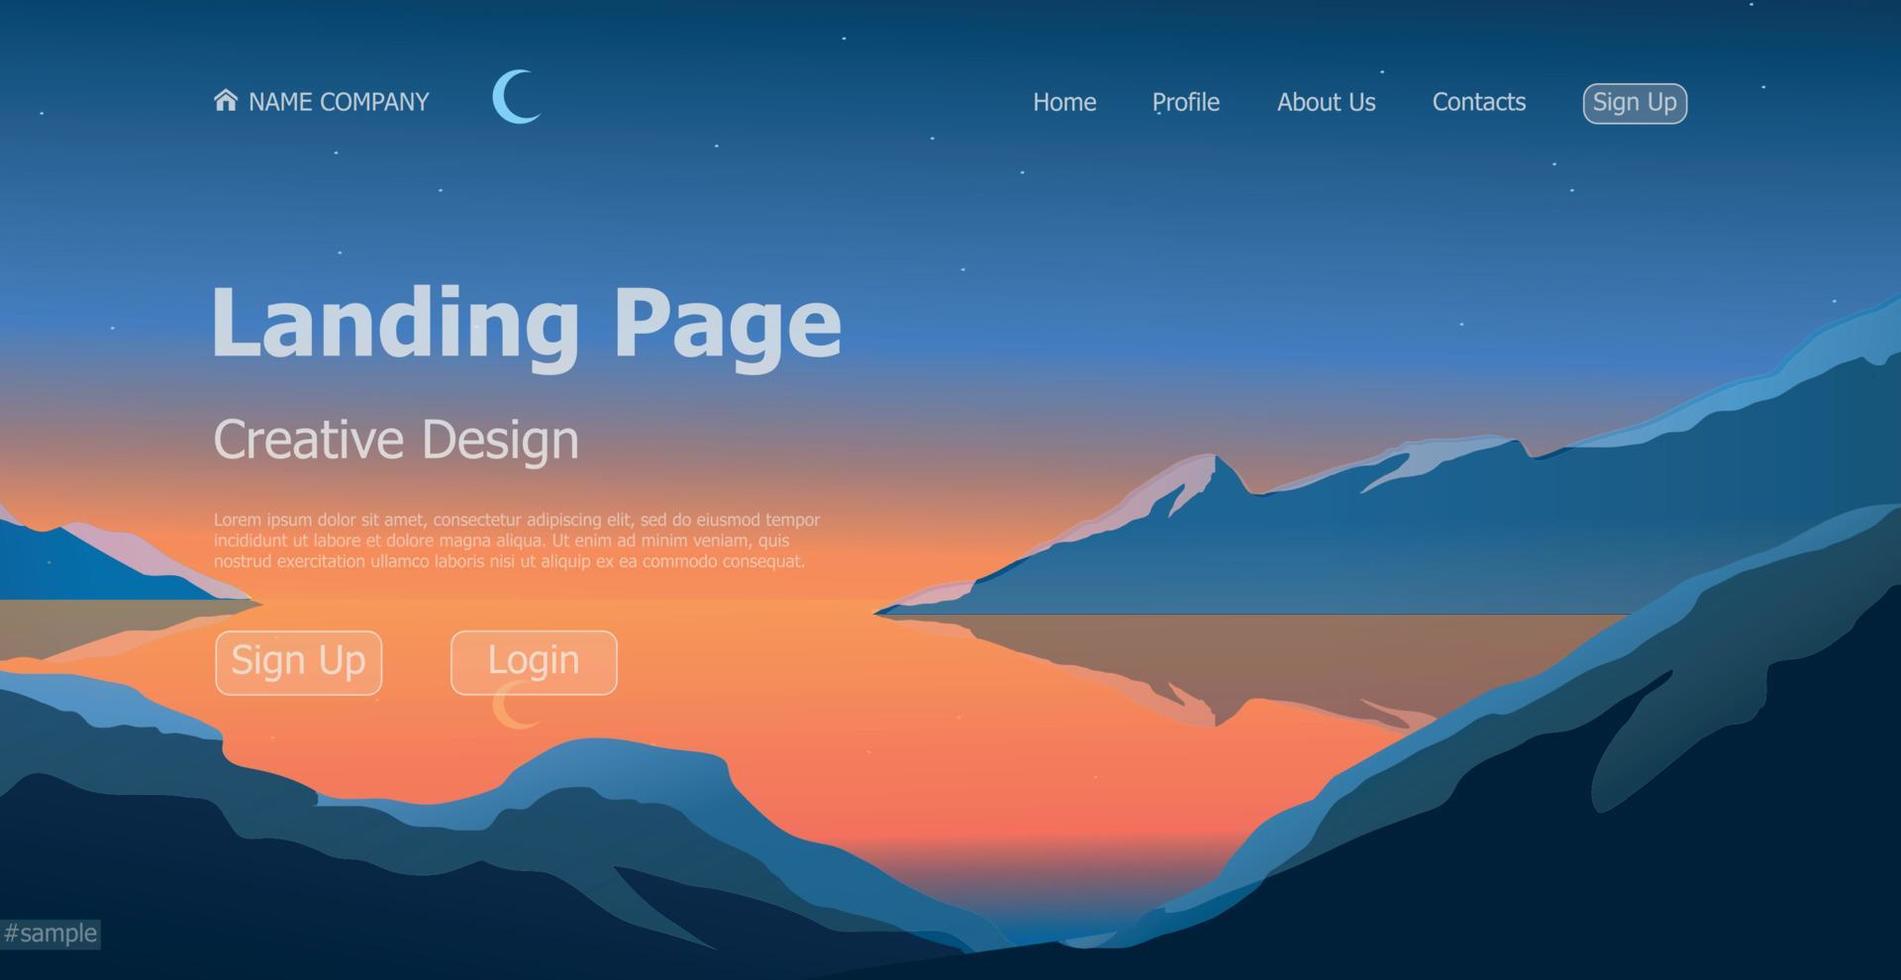 NAME COMPANY
Home Profile About Us Contacts Sign Up
Landing Page
Creative Design
Lorem ipsum dolor sit amet, consectetur adipiscing elit, sed do eiusmod tempor
incididunt ut labore et dolore magna aliqua. Ut enim ad minim veniam, quis
nostrud exercitation ullamco laboris nisi ut aliquip ex ea commodo consequat.
Sign Up Login
#sample